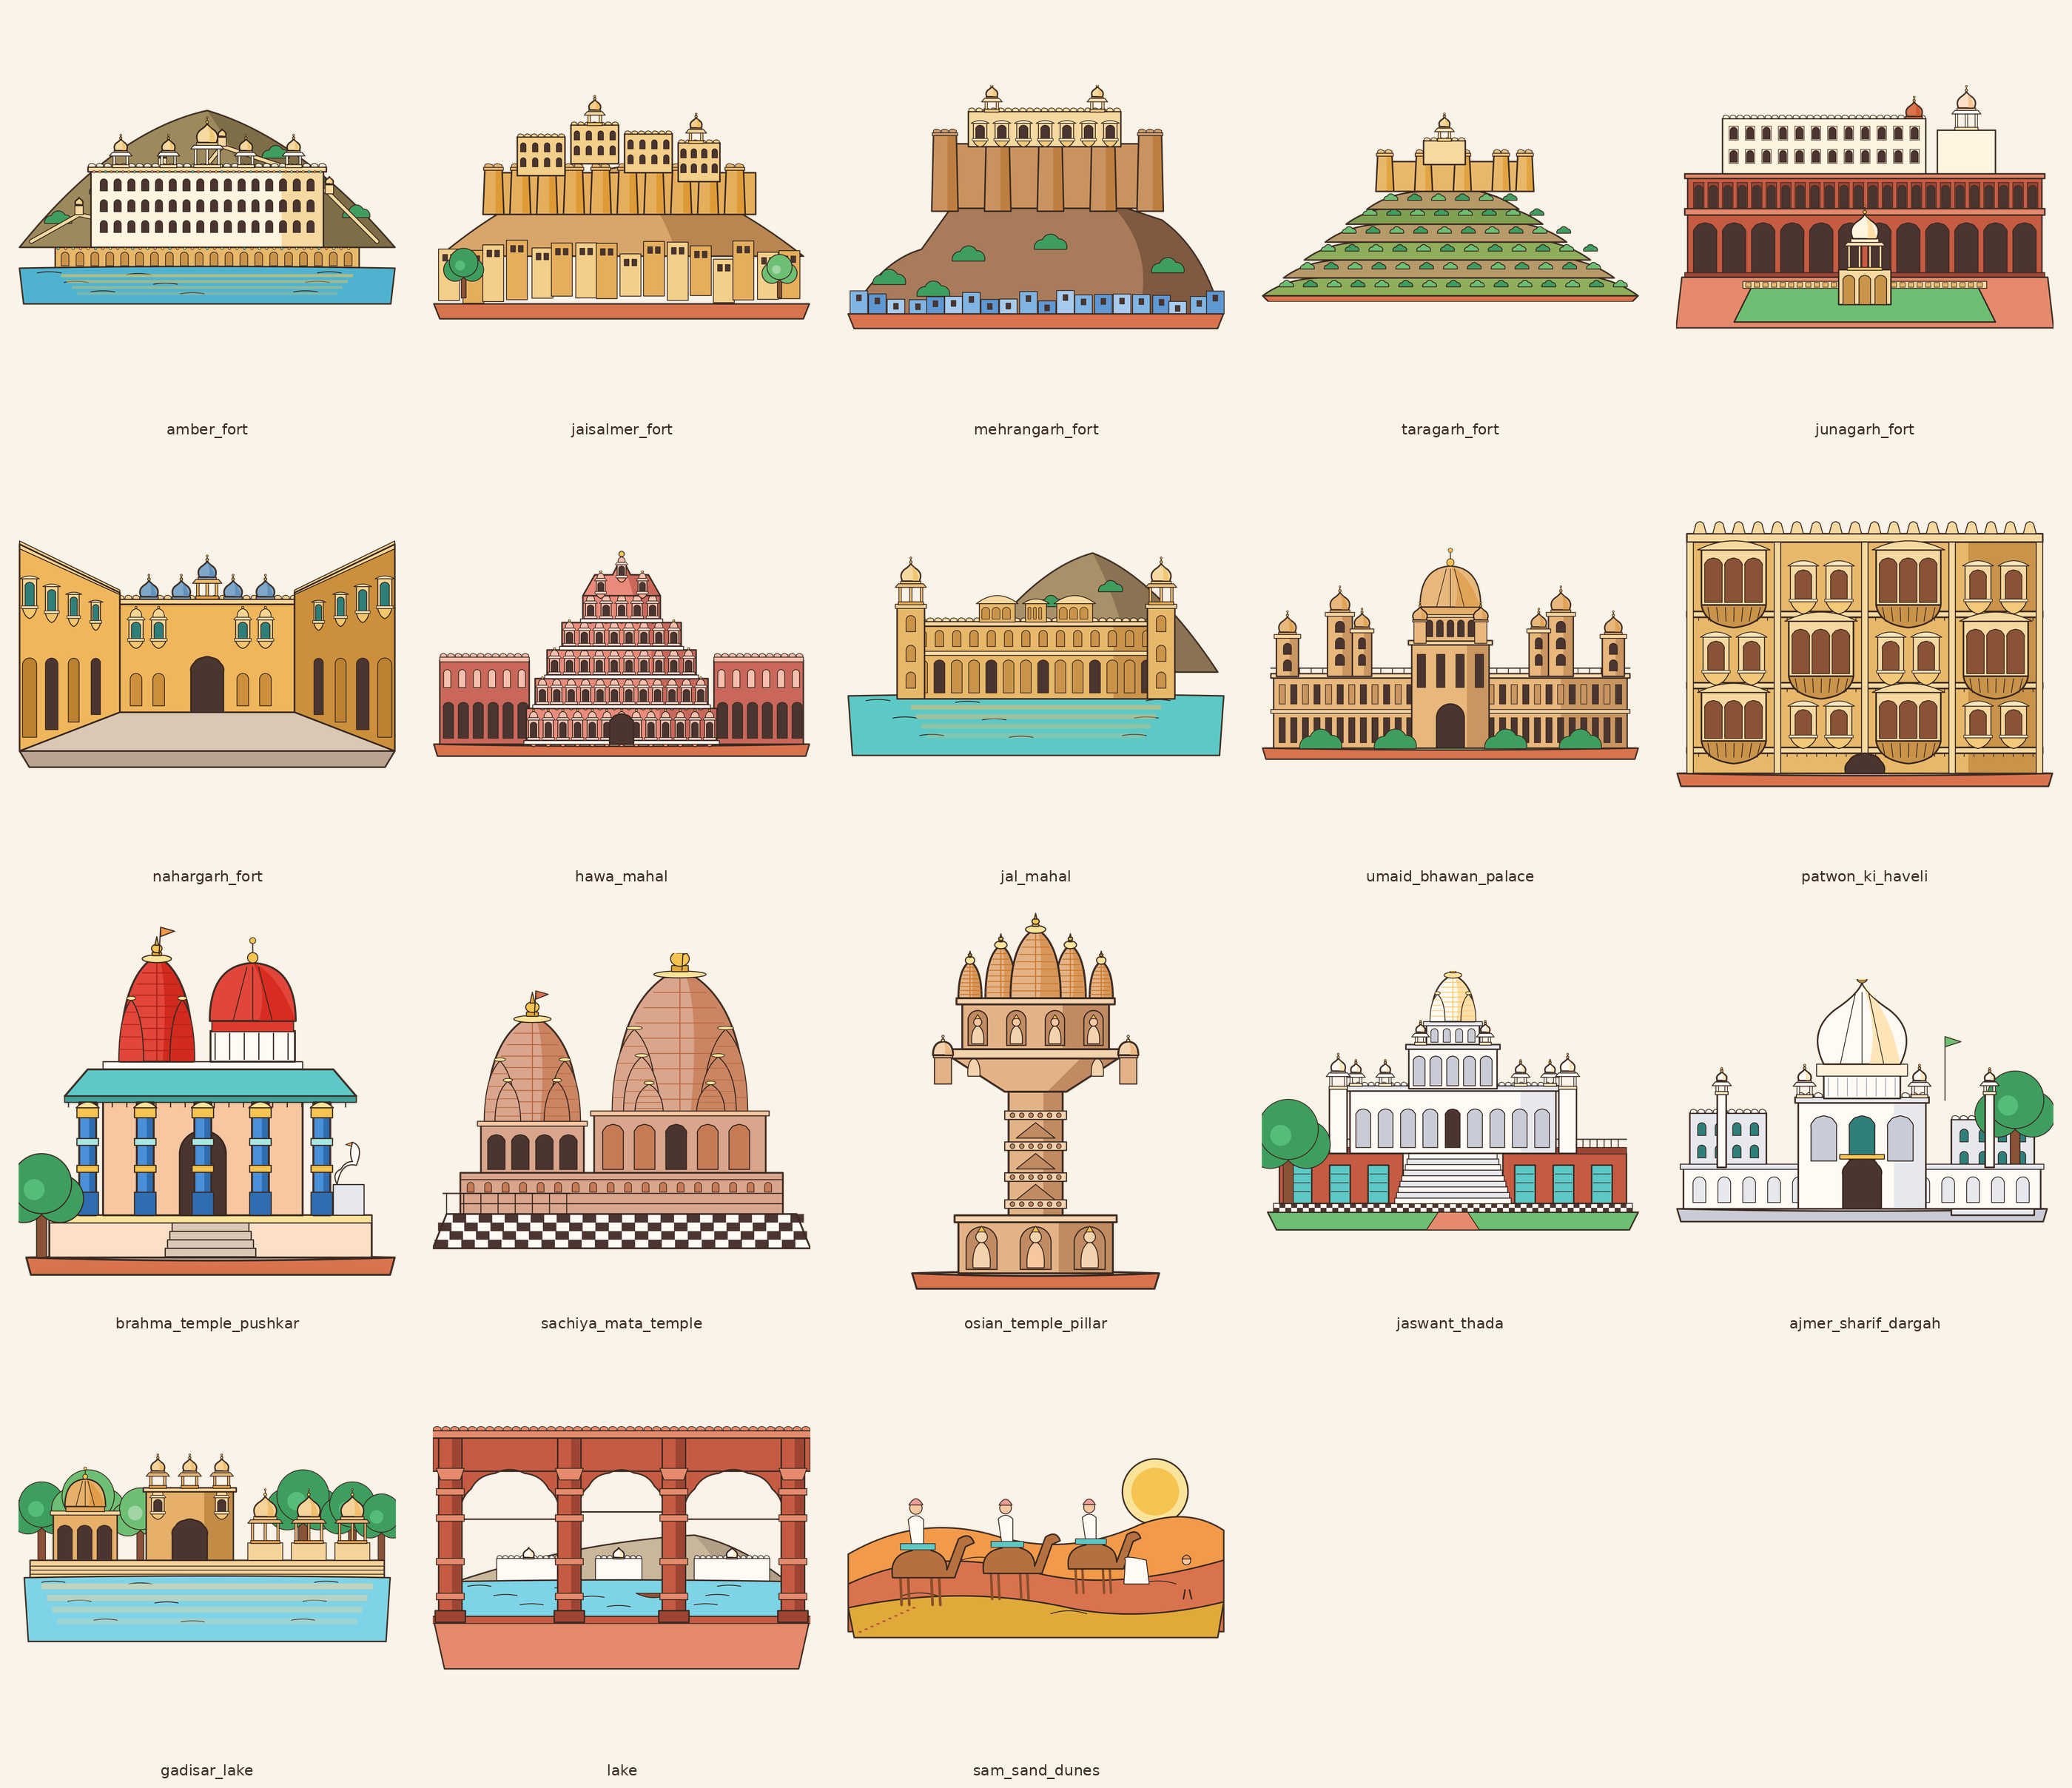 amber_fort
jaisalmer_fort
mehrangarh_fort
taragarh_fort
junagarh_fort
nahargarh_fort
hawa_mahal
jal_mahal
umaid_bhawan_palace
patwon_ki_haveli
brahma_temple_pushkar
sachiya_mata_temple
osian_temple_pillar
jaswant_thada
ajmer_sharif_dargah
gadisar_lake
lake
sam_sand_dunes